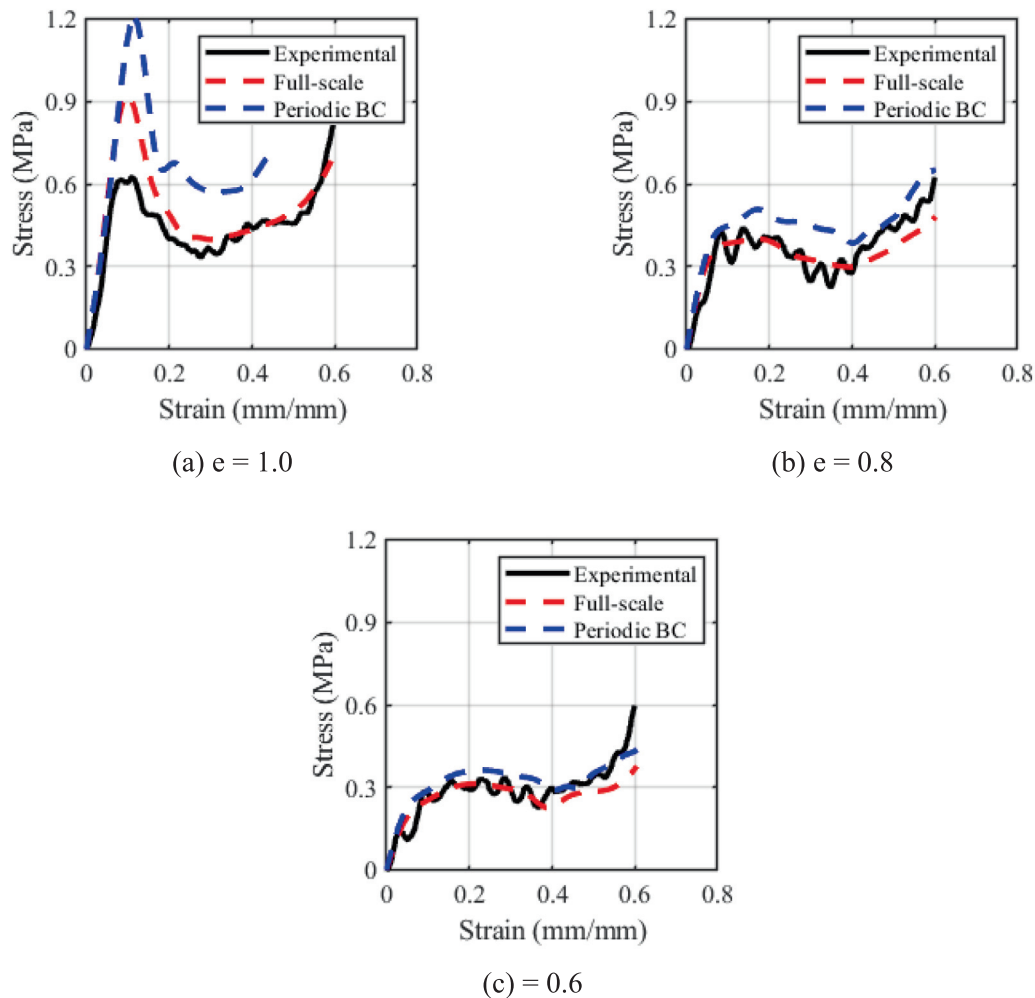 1.2
0.9
0.6
0.3
0
Stress (MPa)
Experimental
Full-scale
Periodic BC
0 0.2 0.4 0.6 0.8
Strain (mm/mm)
(a) e = 1.0
1.2
0.9
0.6
0.3
0
Stress (MPa)
Experimental
Full-scale
Periodic BC
0 0.2 0.4 0.6 0.8
Strain (mm/mm)
(b) e = 0.8
1.2
0.9
0.6
0.3
0
Stress (MPa)
Experimental
Full-scale
Periodic BC
0 0.2 0.4 0.6 0.8
Strain (mm/mm)
(c) = 0.6